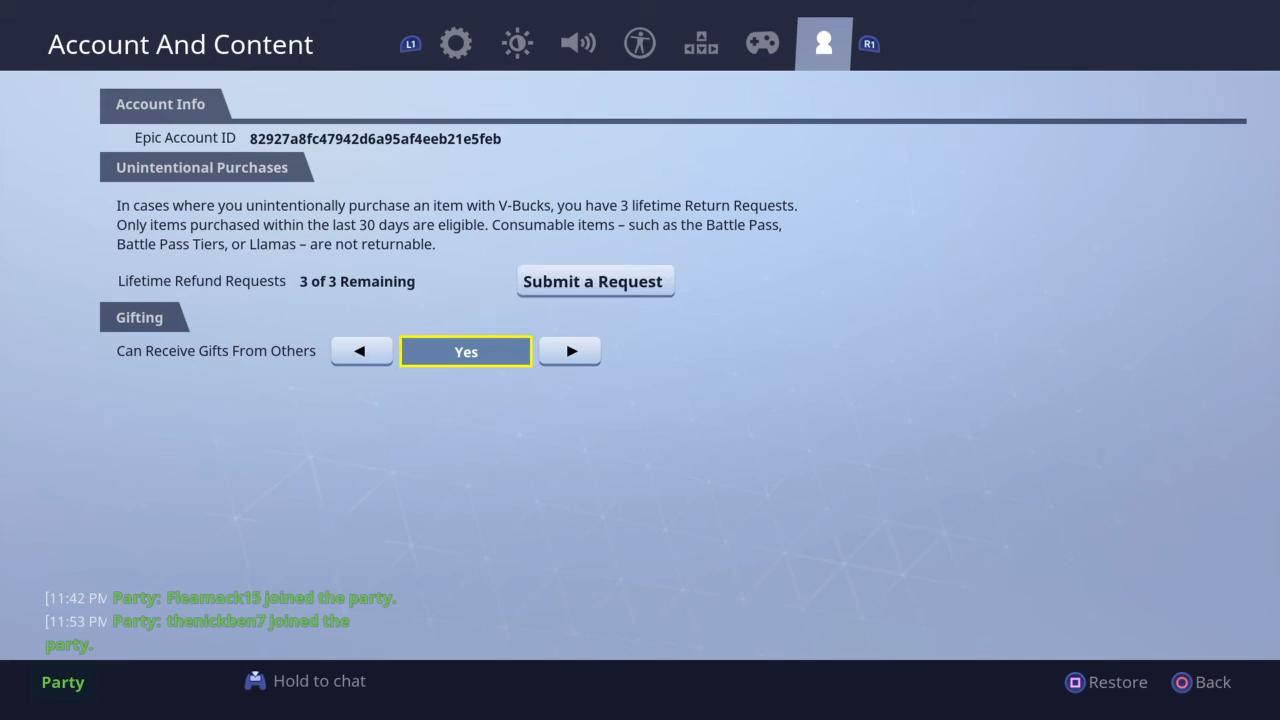 Account And Content
L1
R1
Account Info
Epic Account ID 82927a8fc47942d6a95af4eeb21e5feb
Unintentional Purchases
In cases where you unintentionally purchase an item with V-Bucks, you have 3 lifetime Return Requests.
Only items purchased within the last 30 days are eligible. Consumable items – such as the Battle Pass,
Battle Pass Tiers, or Llamas – are not returnable.
Lifetime Refund Requests 3 of 3 Remaining Submit a Request
Gifting
Can Receive Gifts From Others Yes
[11:42 PM Party: Fleamack15 joined the party.
[11:53 PM Party: thenickben7 joined the
party.
Party Hold to chat Restore Back